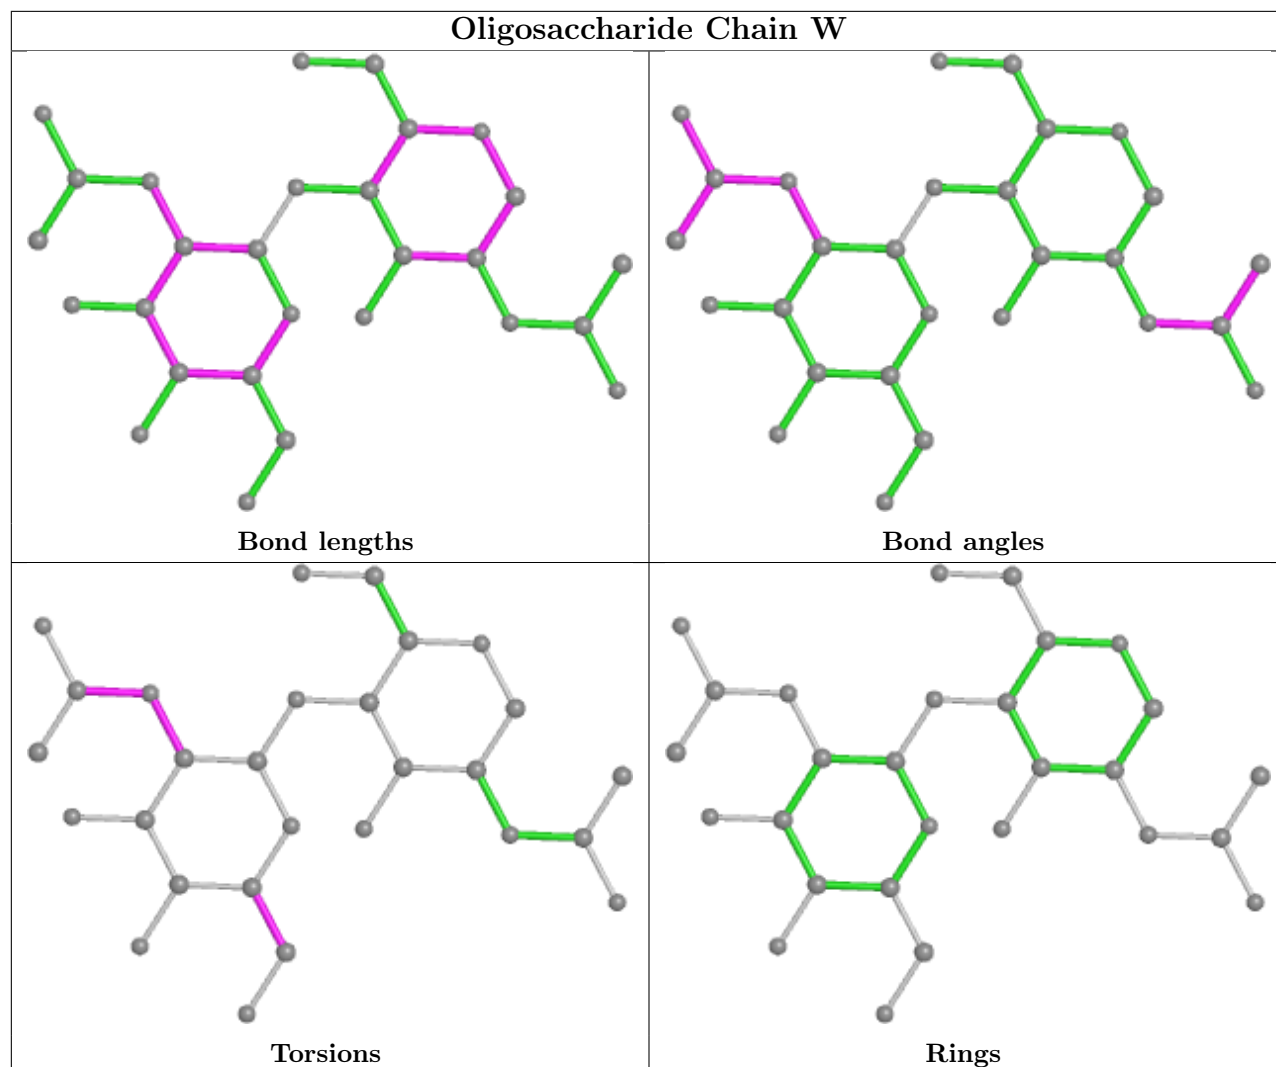 Oligosaccharide Chain W
Bond lengths
Bond angles
Torsions
Rings